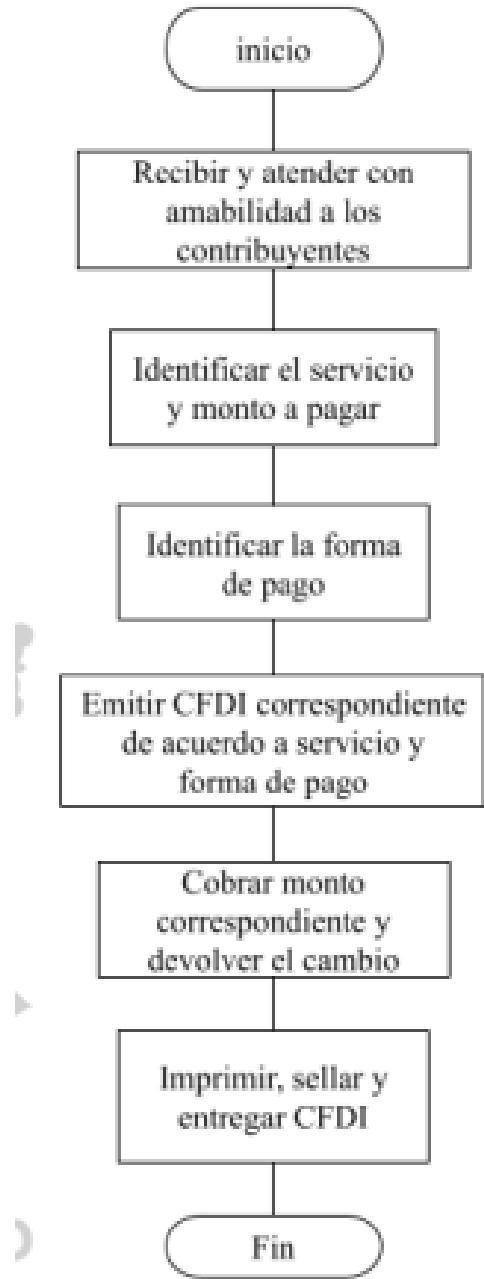 inicio
Recibir y atender con
amabilidad a los
contribuyentes
Identificar el servicio
y monto a pagar
Identificar la forma
de pago
Emitir CFDI correspondiente
de acuerdo a servicio y
forma de pago
Cobrar monto
correspondiente y
devolver el cambio
Imprimir, sellar y
entregar CFDI
Fin